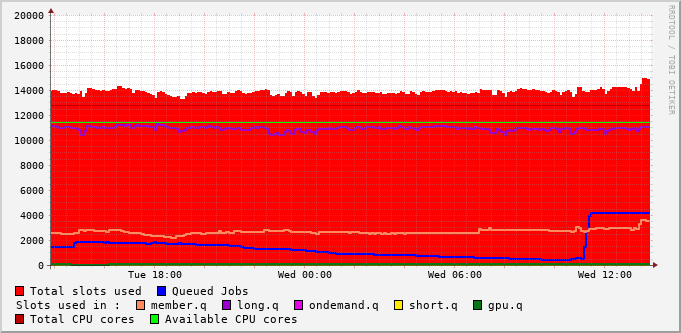 RRDTOOL / TOBI OETIKER
20000
18000
16000
14000
12000
10000
8000
6000
4000
2000
0
Tue 18:00 Wed 00:00 Wed 06:00 Wed 12:00
Total slots used Queued Jobs
Slots used in : member.q long.q ondemand.q short.q gpu.q
Total CPU cores Available CPU cores